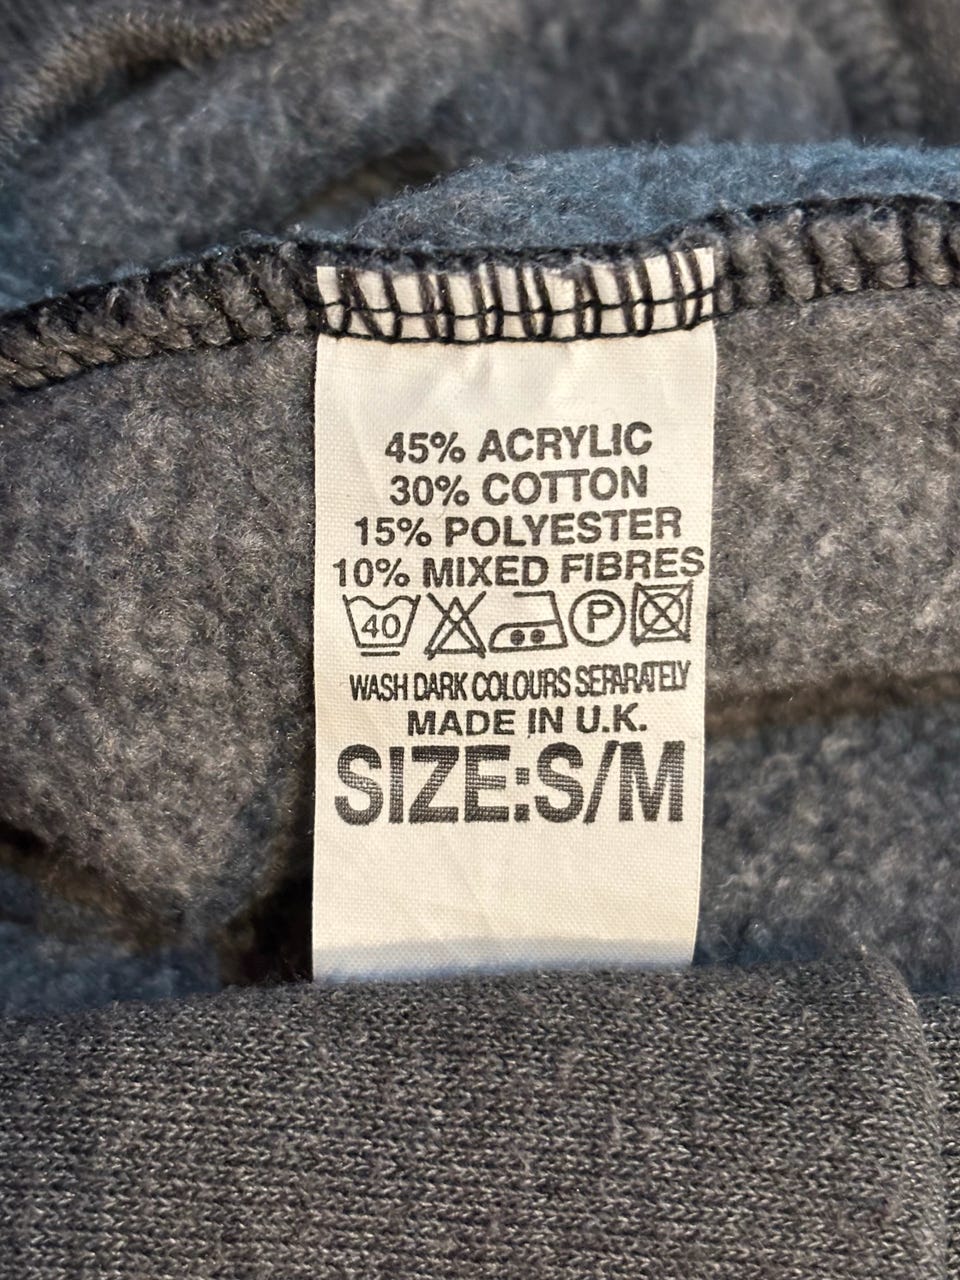 45% ACRYLIC
30% COTTON
15% POLYESTER
10% MIXED FIBRES
40 P
WASH DARK COLOURS SEPARATELY
MADE IN U.K.
SIZE:S/M